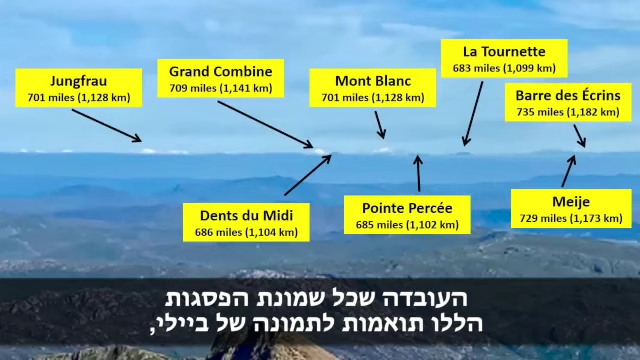 La Tournette
683 miles (1,099 km)
Grand Combine
709 miles (1,141 km)
Jungfrau
701 miles (1,128 km)
Mont Blanc
701 miles (1,128 km)
Barre des Écrins
735 miles (1,182 km)
Dents du Midi
686 miles (1,104 km)
Pointe Percée
685 miles (1,102 km)
Meije
729 miles (1,173 km)
העובדה שכל שמונת הפסגות
הללו תואמות לתמונה של ביילי,